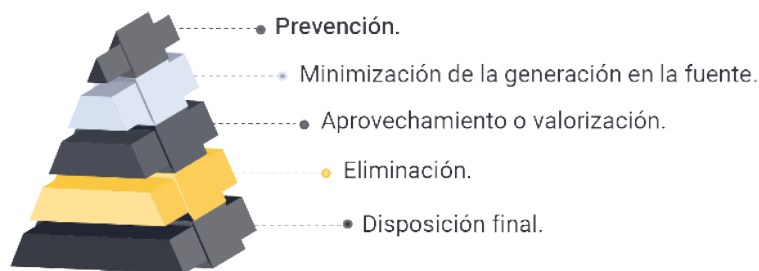 Prevención.
Minimización de la generación en la fuente.
Aprovechamiento o valorización.
Eliminación.
Disposición final.